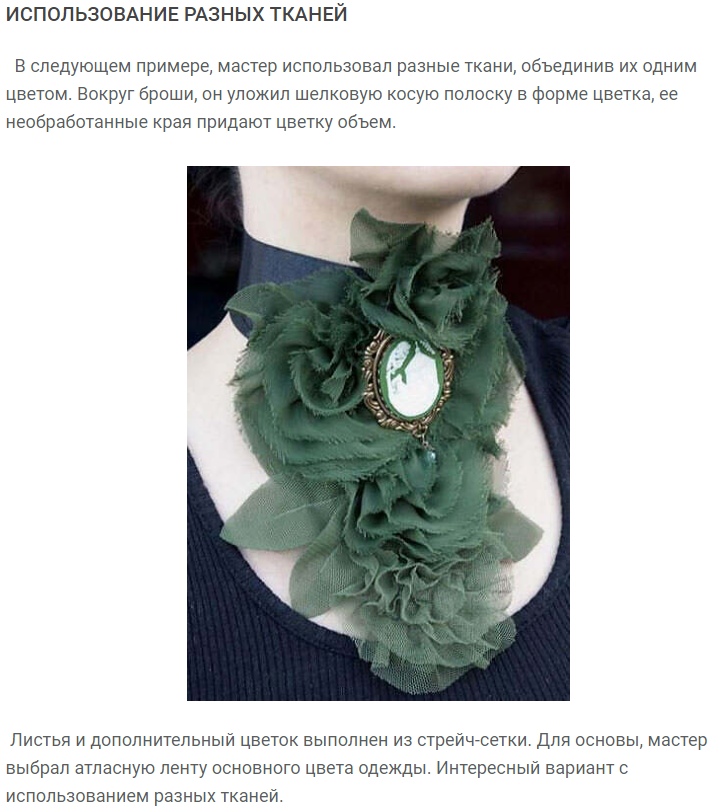 ИСПОЛЬЗОВАНИЕ РАЗНЫХ ТКАНЕЙ
В следующем примере, мастер использовал разные ткани, объединив их одним
цветом. Вокруг броши, он уложил шелковую косую полоску в форме цветка, ее
необработанные края придают цветку объем.
Листья и дополнительный цветок выполнен из стрейч-сетки. Для основы, мастер
выбрал атласную ленту основного цвета одежды. Интересный вариант с
использованием разных тканей.